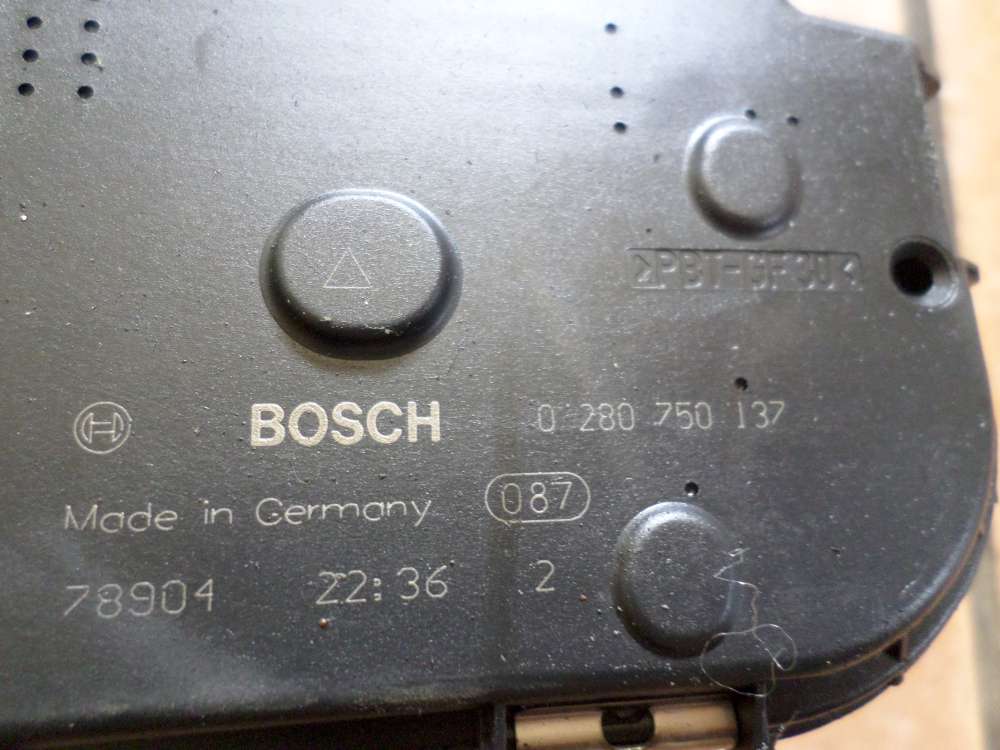 >PBT-GF30<
BOSCH 0 280 750 137
Made in Germany 087
78904 22:36 2